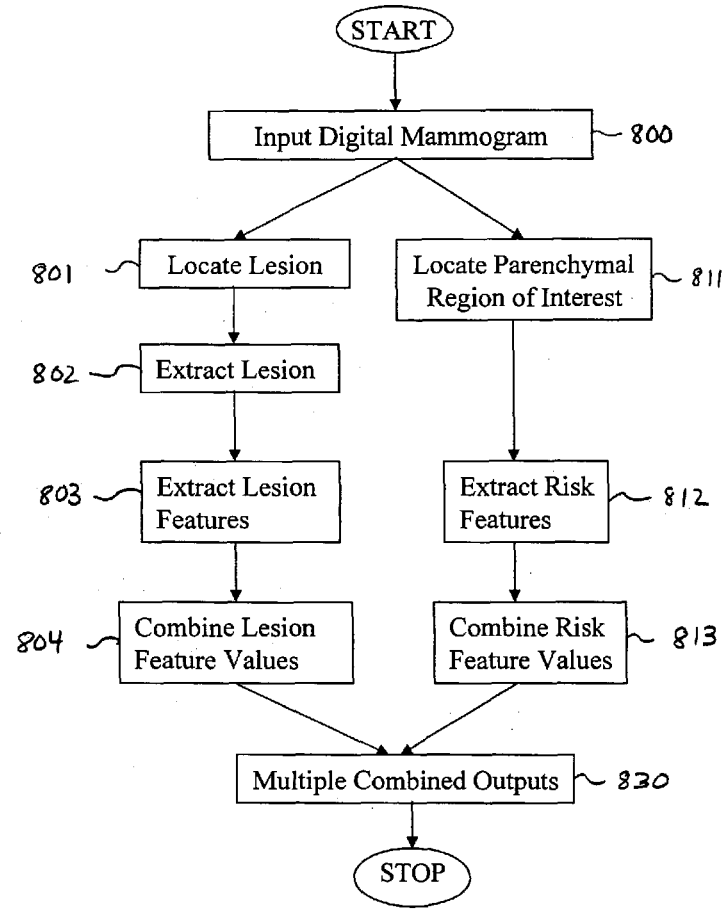 START
Input Digital Mammogram
800
801
Locate Lesion
Locate Parenchymal
Region of Interest
811
802
Extract Lesion
803
Extract Lesion
Features
Extract Risk
Features
812
804
Combine Lesion
Feature Values
Combine Risk
Feature Values
813
Multiple Combined Outputs
830
STOP